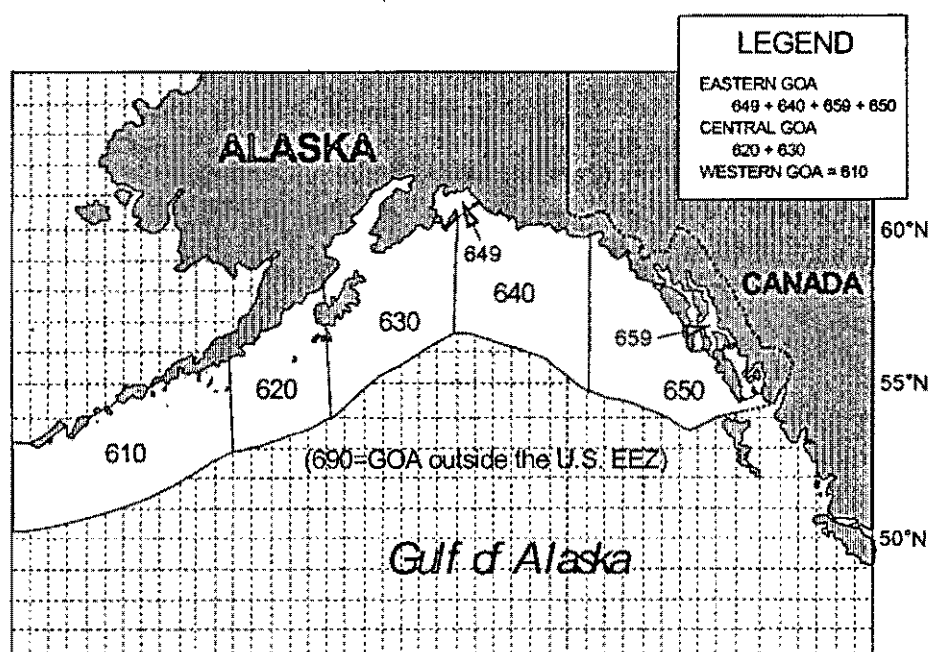 LEGEND
EASTERN GOA
649 + 640 + 659 + 650
CENTRAL GOA
620 + 630
WESTERN GOA = 610
ALASKA
60°N
649
CANADA
640
630
659
620
650
55°N
610
(690=GOA outside the U.S. EEZ)
50°N
Gulf of Alaska